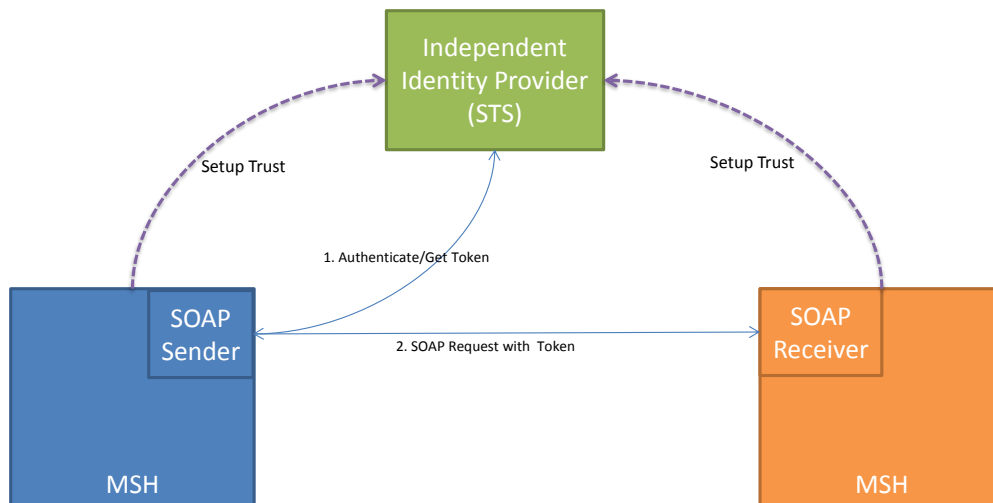 Independent
Identity Provider
(STS)
Setup Trust
Setup Trust
1. Authenticate/Get Token
SOAP
Sender
2. SOAP Request with  Token
SOAP
Receiver
MSH
MSH